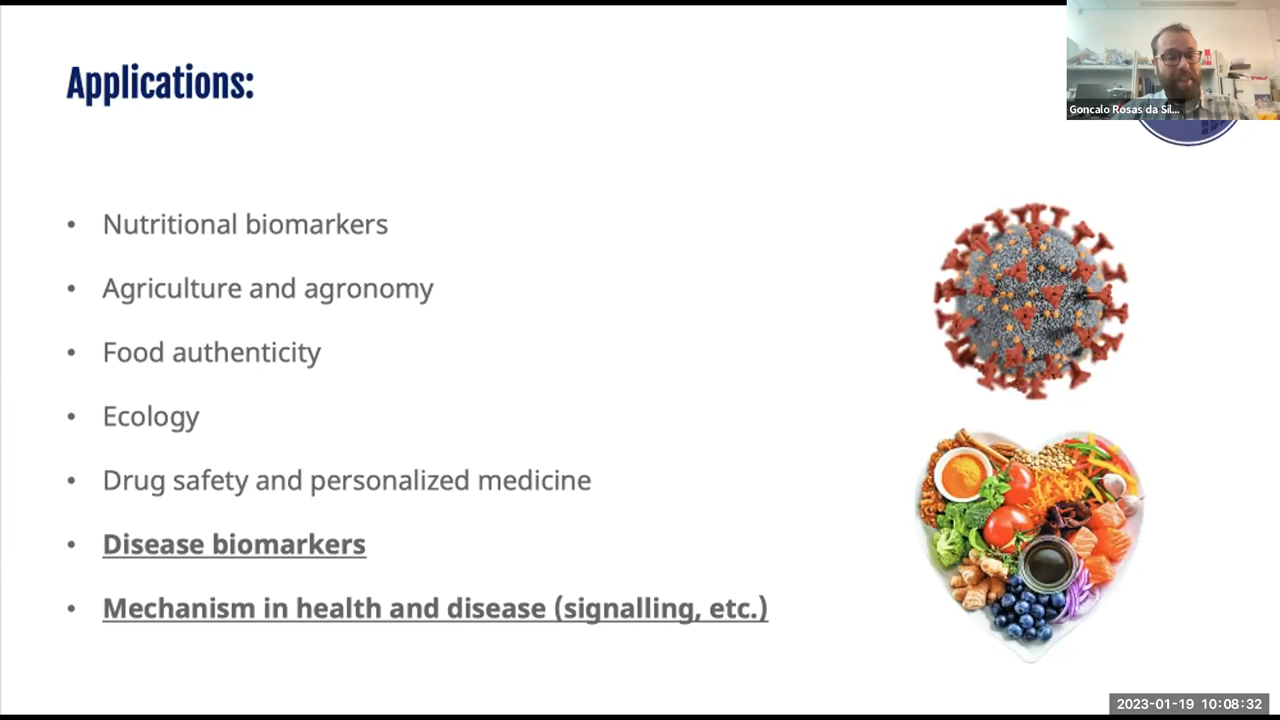 Applications:
Goncalo Rosas da Sil...
• Nutritional biomarkers
• Agriculture and agronomy
• Food authenticity
• Ecology
• Drug safety and personalized medicine
• Disease biomarkers
• Mechanism in health and disease (signalling, etc.)
2023-01-19 10:08:32